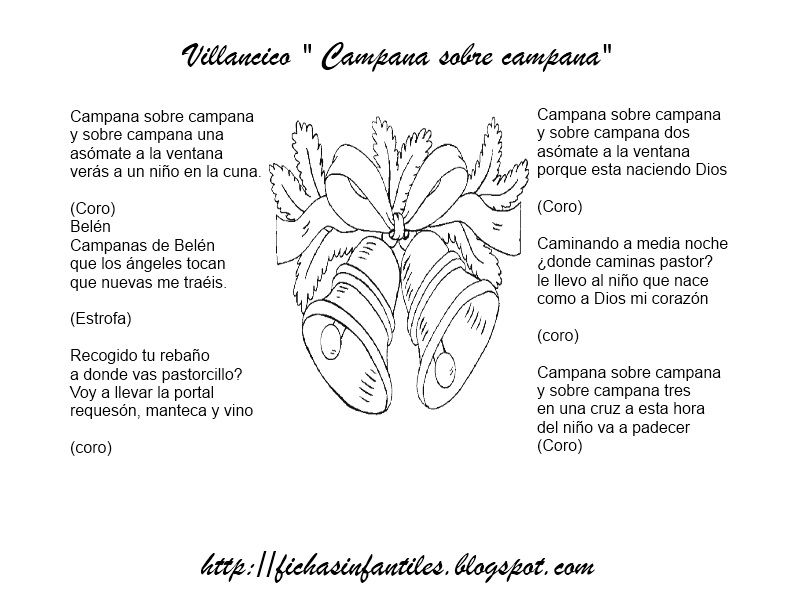 Villancico " Campana sobre campana"
Campana sobre campana
y sobre campana una
asómate a la ventana
verás a un niño en la cuna.
(Coro)
Belén
Campanas de Belén
que los ángeles tocan
que nuevas me traéis.
(Estrofa)
Recogido tu rebaño
a donde vas pastorcillo?
Voy a llevar la portal
requesón, manteca y vino
(coro)
Campana sobre campana
y sobre campana dos
asómate a la ventana
porque esta naciendo Dios
(Coro)
Caminando a media noche
¿donde caminas pastor?
le llevo al niño que nace
como a Dios mi corazón
(coro)
Campana sobre campana
y sobre campana tres
en una cruz a esta hora
del niño va a padecer
(Coro)
http://fichasinfantiles.blogspot.com